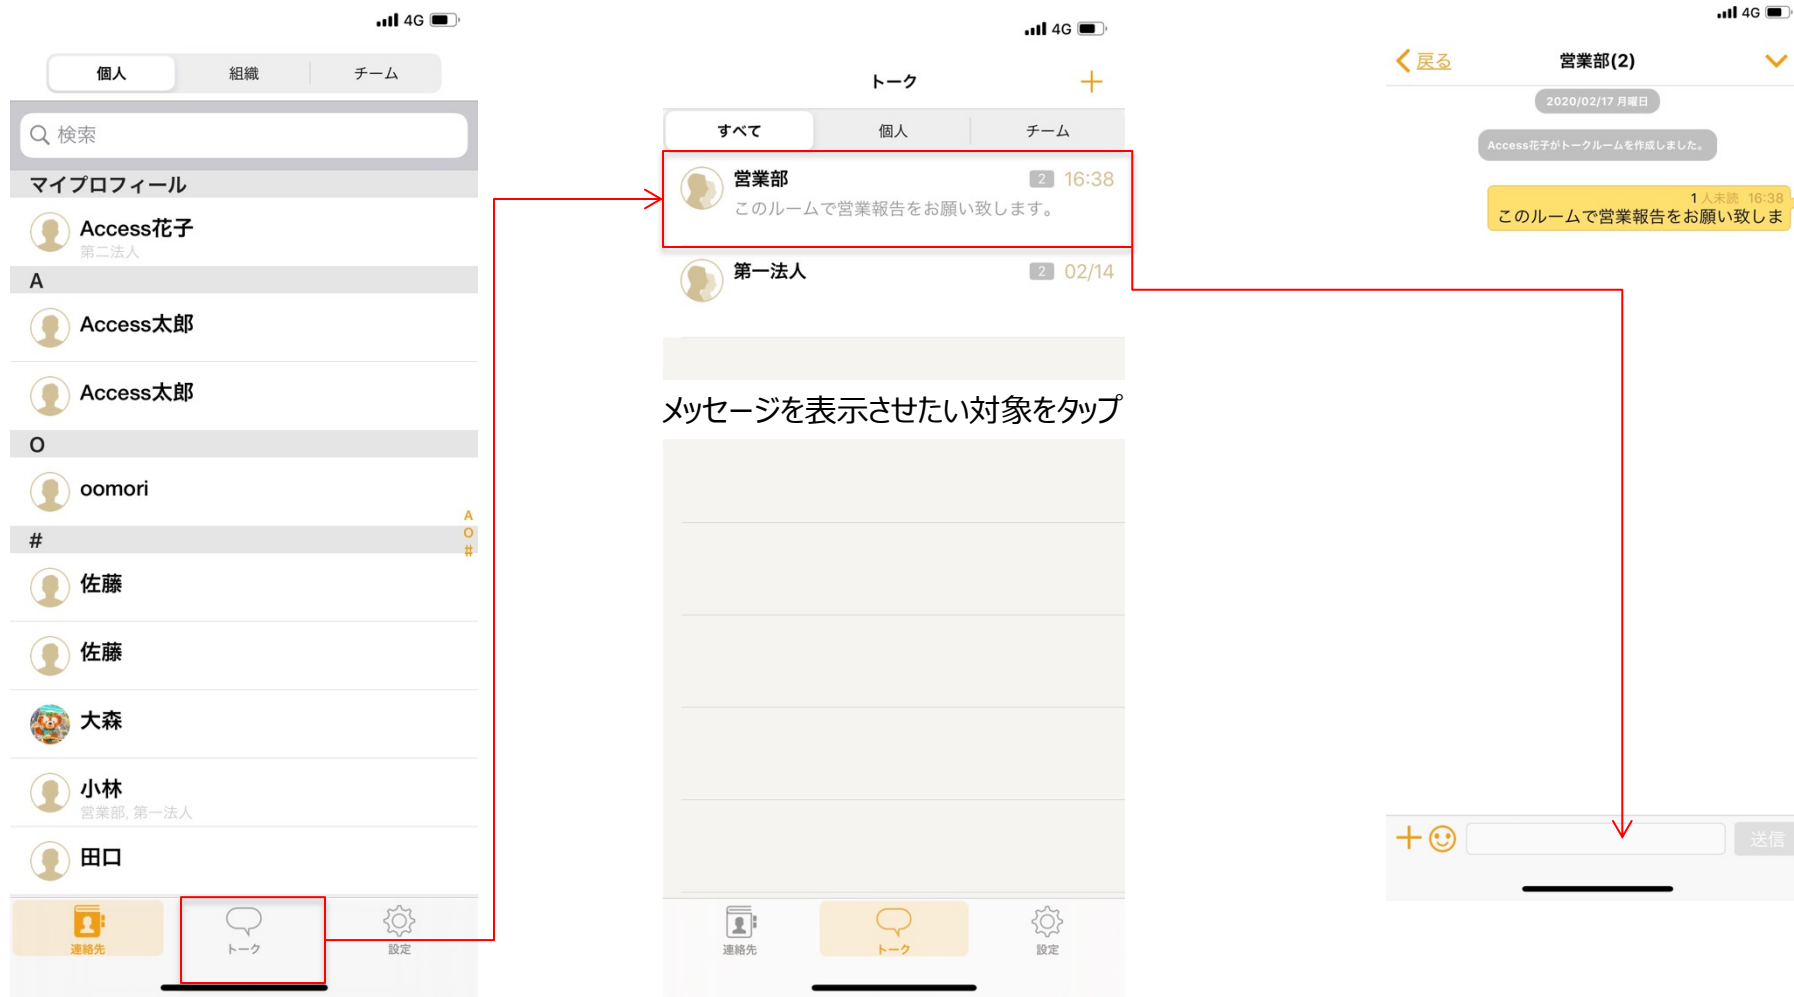 4G
個人 組織 チーム
検索
マイプロフィール
Access花子
第二法人
A
Access太郎
Access太郎
O
oomori
A
O
#
#
佐藤
佐藤
大森
小林
営業部, 第一法人
田口
連絡先 トーク 設定
4G
トーク
すべて 個人 チーム
営業部 2 16:38
このルームで営業報告をお願い致します。
第一法人 2 02/14
メッセージを表示させたい対象をタップ
連絡先 トーク 設定
4G
戻る 営業部(2)
2020/02/17 月曜日
Access花子がトークルームを作成しました。
1 人未読 16:38
このルームで営業報告をお願い致しま
送信